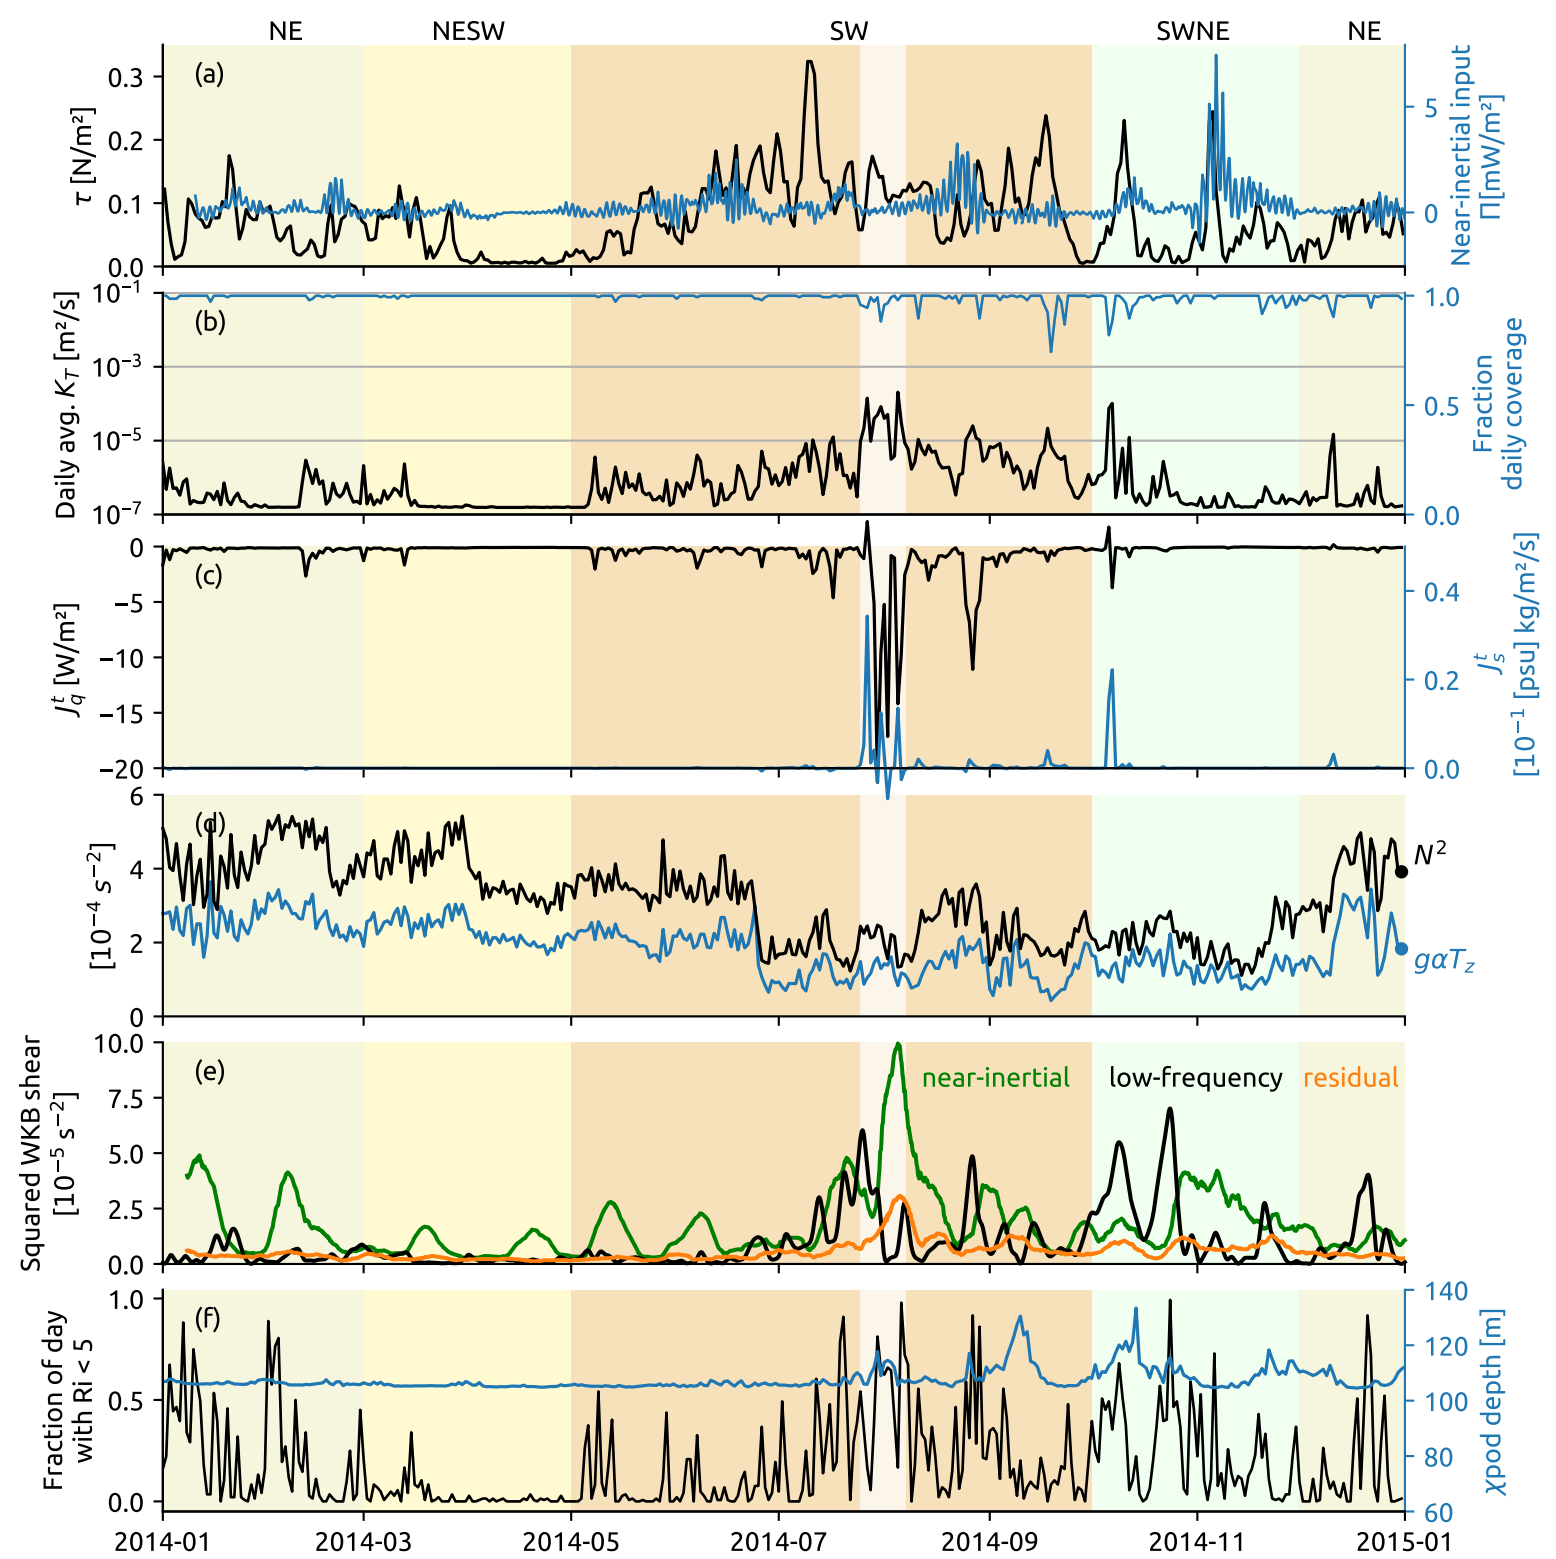 NE NESW SW SWNE NE
(a)
0.3
0.2
0.1
0.0
τ [N/m²]
5
0
Near-inertial input
Π[mW/m²]
(b)
10⁻¹
10⁻³
10⁻⁵
10⁻⁷
Daily avg. K_T [m²/s]
1.0
0.5
0.0
Fraction
daily coverage
(c)
0
−5
−10
−15
−20
J_q^t [W/m²]
0.4
0.2
0.0
J_s^t
[10⁻¹ [psu] kg/m²/s]
(d)
6
4
2
0
[10⁻⁴ s⁻²]
N²
gαT_z
(e)
10.0
7.5
5.0
2.5
0.0
Squared WKB shear
[10⁻⁵ s⁻²]
near-inertial low-frequency residual
(f)
1.0
0.5
0.0
Fraction of day
with Ri < 5
140
120
100
80
60
χpod depth [m]
2014-01 2014-03 2014-05 2014-07 2014-09 2014-11 2015-01